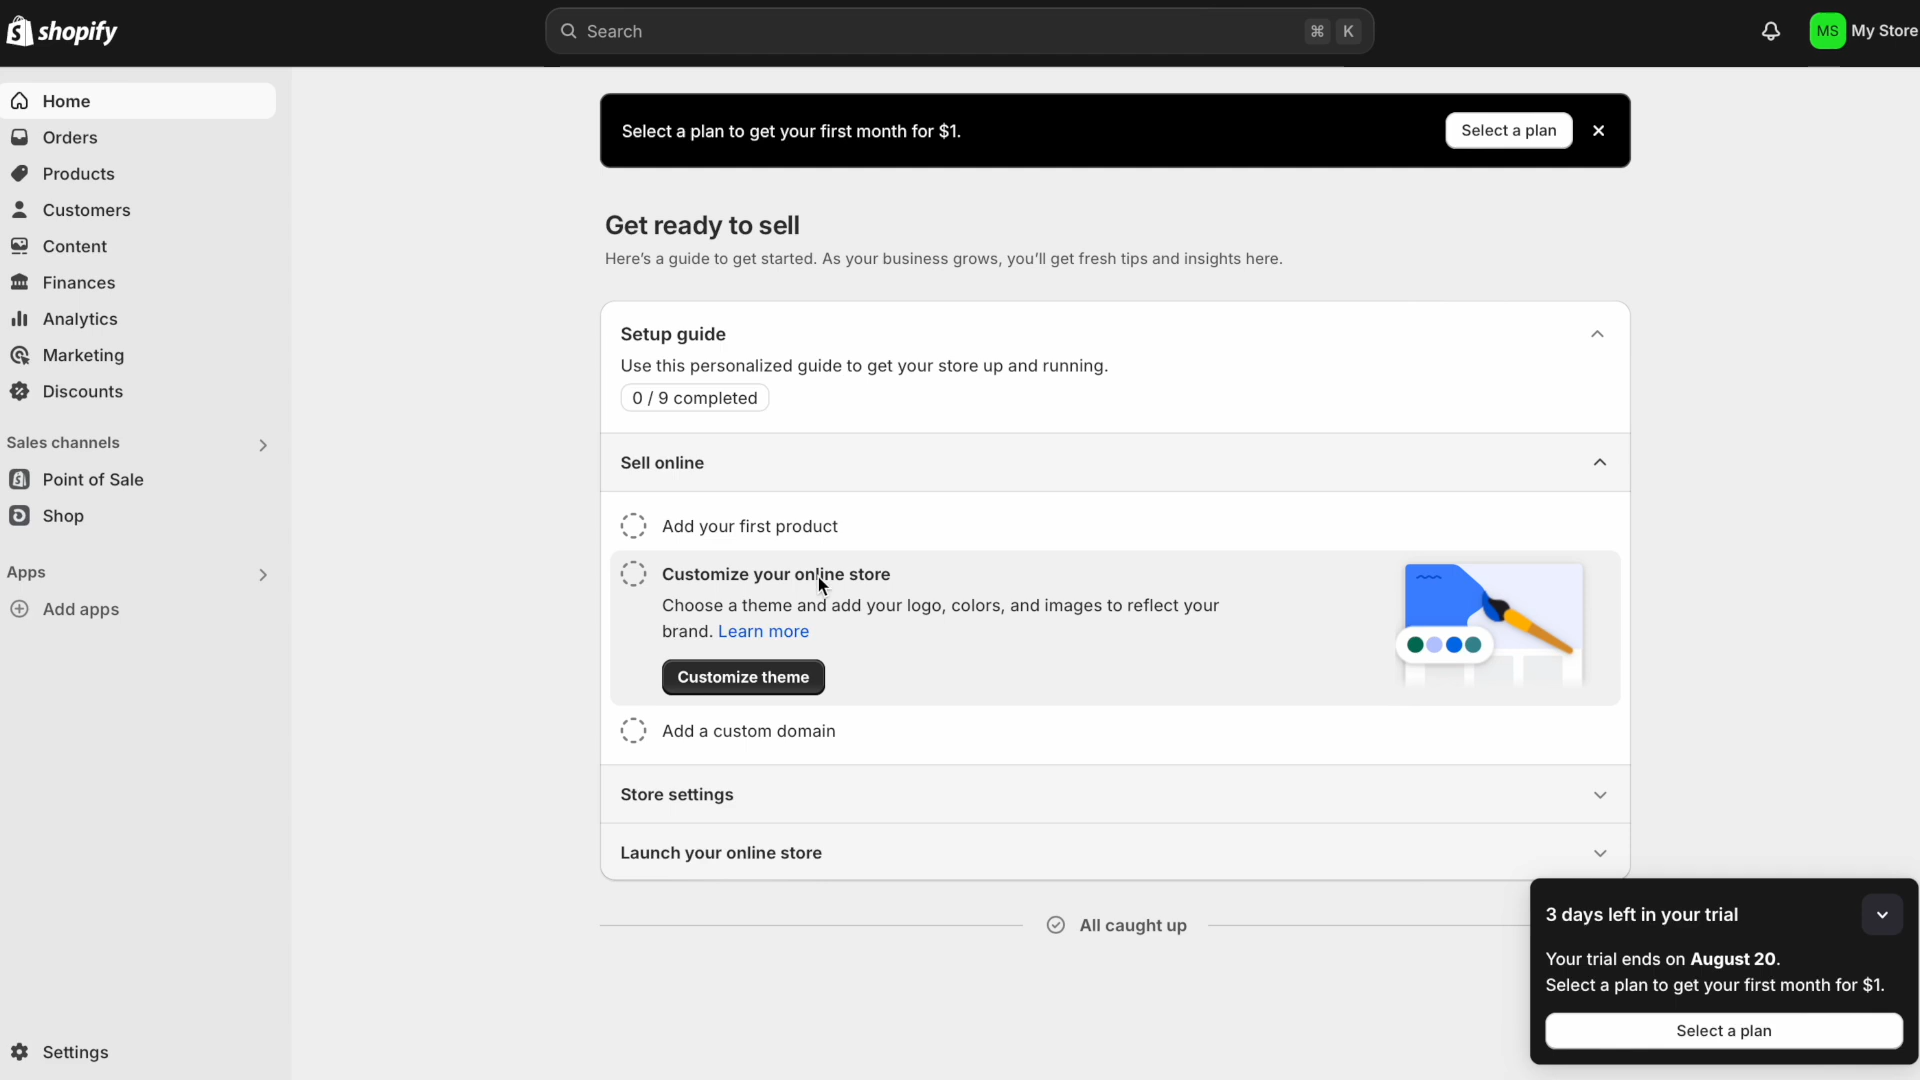 shopify
Search
⌘ K
MS My Store
Home
Orders
Products
Customers
Content
Finances
Analytics
Marketing
Discounts
Sales channels
Point of Sale
Shop
Apps
Add apps
Settings
Select a plan to get your first month for $1.
Select a plan
Get ready to sell
Here's a guide to get started. As your business grows, you'll get fresh tips and insights here.
Setup guide
Use this personalized guide to get your store up and running.
0 / 9 completed
Sell online
Add your first product
Customize your online store
Choose a theme and add your logo, colors, and images to reflect your
brand. Learn more
Customize theme
Add a custom domain
Store settings
Launch your online store
All caught up
3 days left in your trial
Your trial ends on August 20.
Select a plan to get your first month for $1.
Select a plan